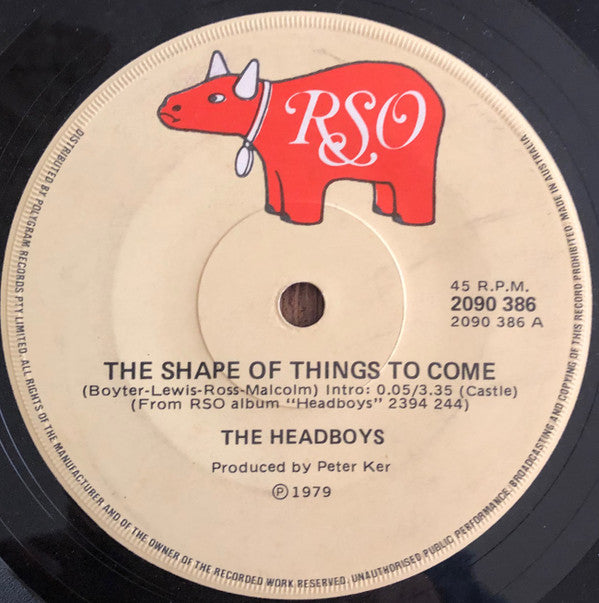 RSO
45 R.P.M.
2090 386
2090 386 A
THE SHAPE OF THINGS TO COME
(Boyter-Lewis-Ross-Malcolm) Intro: 0.05/3.35 (Castle)
(From RSO album "Headboys" 2394 244)
THE HEADBOYS
Produced by Peter Ker
℗ 1979
DISTRIBUTED BY POLYGRAM RECORDS PTY LIMITED. ALL RIGHTS OF THE MANUFACTURER AND OF THE OWNER OF THE RECORDED WORK RESERVED. UNAUTHORISED PUBLIC PERFORMANCE, BROADCASTING AND COPYING OF THIS RECORD PROHIBITED. MADE IN AUSTRALIA